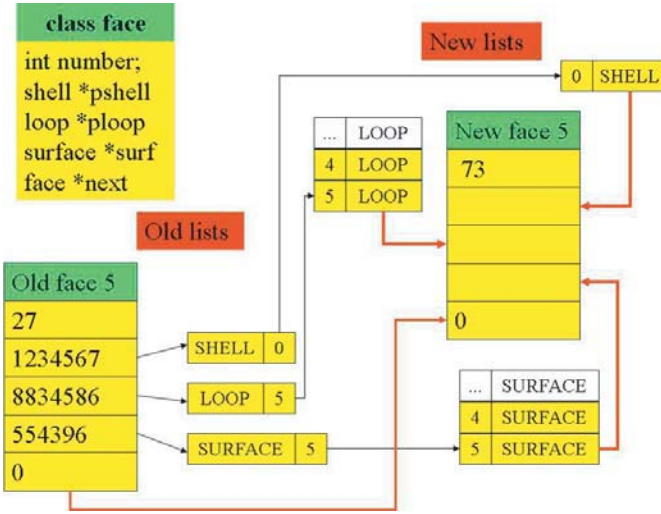 class face
int number;
shell *pshell
loop *ploop
surface *surf
face *next
New lists
0 SHELL
... LOOP
4 LOOP
5 LOOP
New face 5
73
0
Old lists
Old face 5
27
1234567
8834586
554396
0
SHELL 0
LOOP 5
SURFACE 5
... SURFACE
4 SURFACE
5 SURFACE